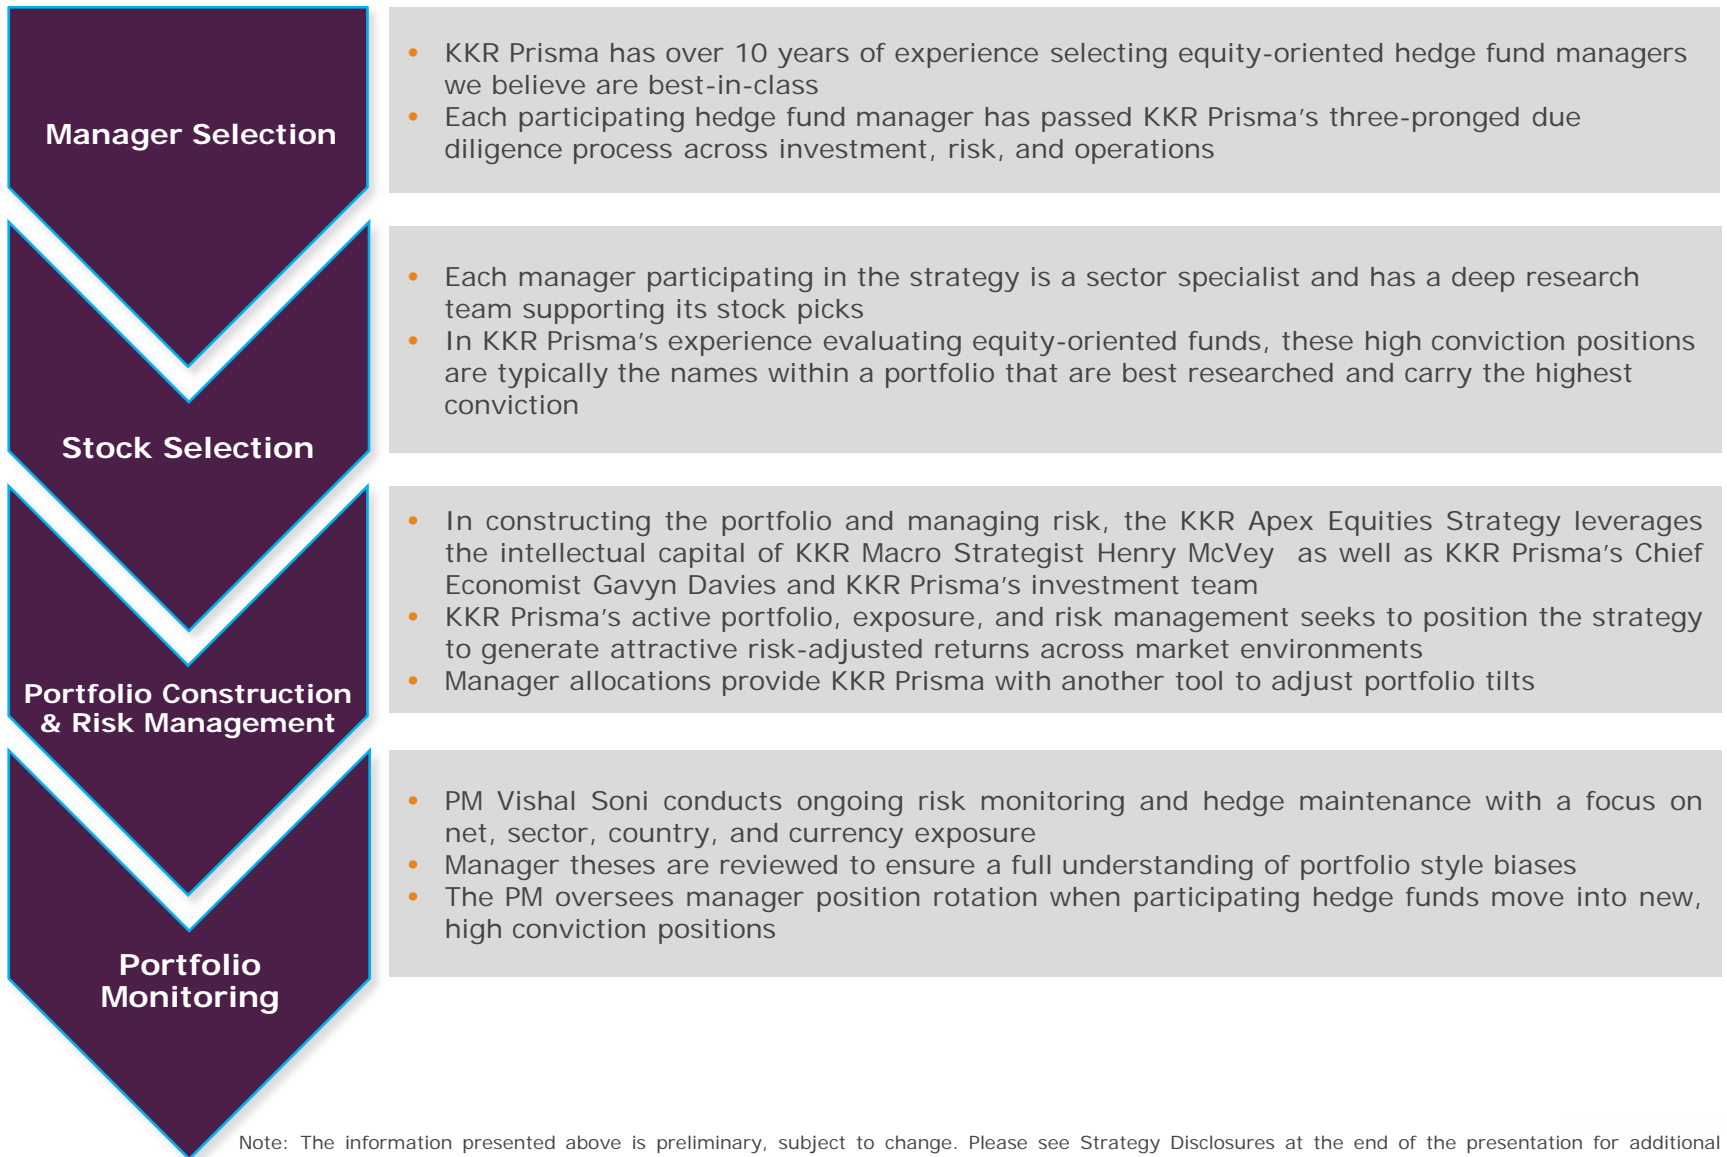 Manager Selection
• KKR Prisma has over 10 years of experience selecting equity-oriented hedge fund managers
we believe are best-in-class
• Each participating hedge fund manager has passed KKR Prisma’s three-pronged due
diligence process across investment, risk, and operations
Stock Selection
• Each manager participating in the strategy is a sector specialist and has a deep research
team supporting its stock picks
• In KKR Prisma’s experience evaluating equity-oriented funds, these high conviction positions
are typically the names within a portfolio that are best researched and carry the highest
conviction
Portfolio Construction
& Risk Management
• In constructing the portfolio and managing risk, the KKR Apex Equities Strategy leverages
the intellectual capital of KKR Macro Strategist Henry McVey as well as KKR Prisma’s Chief
Economist Gavyn Davies and KKR Prisma’s investment team
• KKR Prisma’s active portfolio, exposure, and risk management seeks to position the strategy
to generate attractive risk-adjusted returns across market environments
• Manager allocations provide KKR Prisma with another tool to adjust portfolio tilts
Portfolio
Monitoring
• PM Vishal Soni conducts ongoing risk monitoring and hedge maintenance with a focus on
net, sector, country, and currency exposure
• Manager theses are reviewed to ensure a full understanding of portfolio style biases
• The PM oversees manager position rotation when participating hedge funds move into new,
high conviction positions
Note: The information presented above is preliminary, subject to change. Please see Strategy Disclosures at the end of the presentation for additional